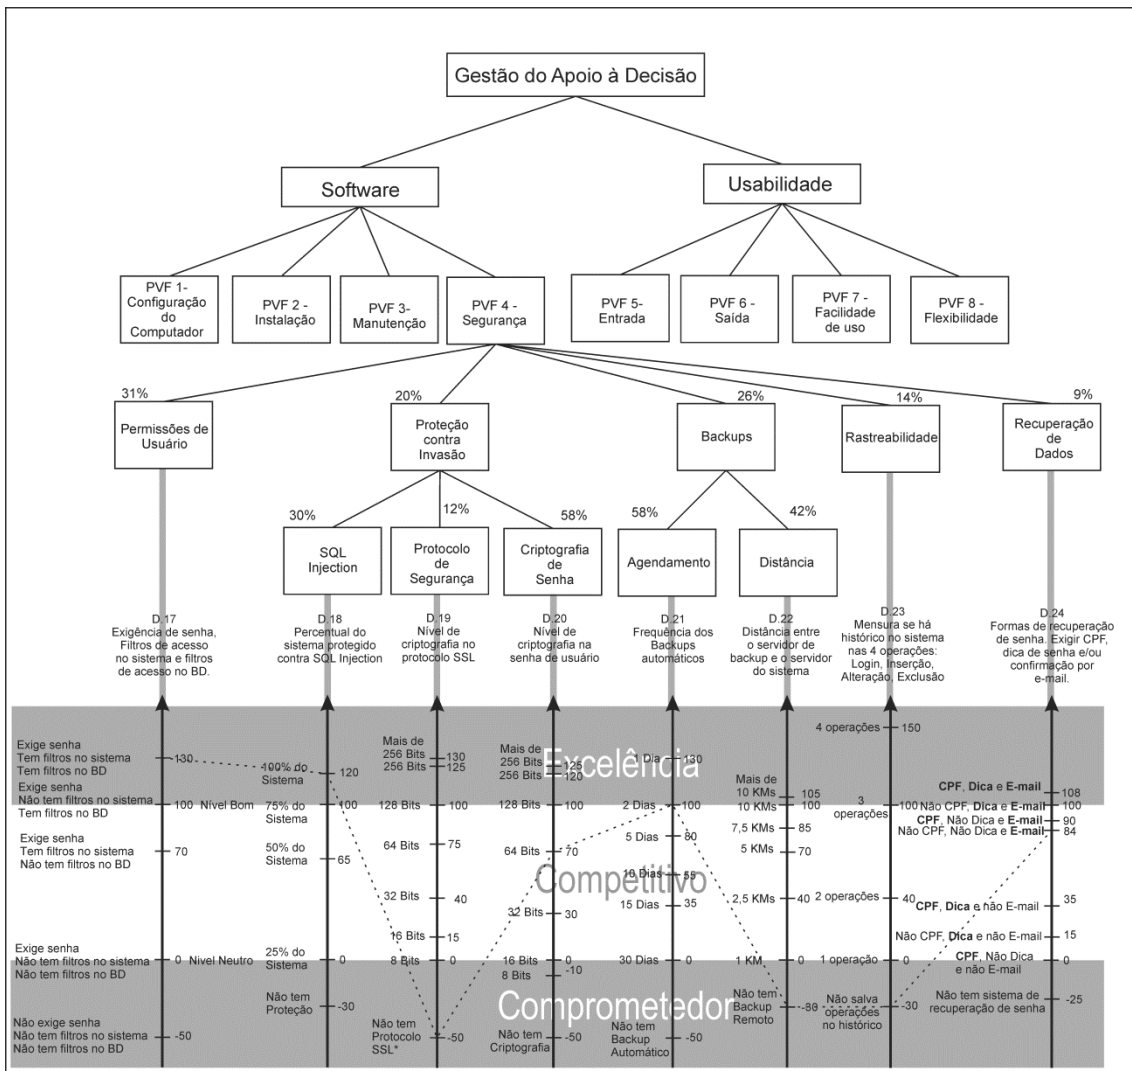 Gestão do Apoio à Decisão
Software
Usabilidade
PVF 1-
Configuração
do
Computador
PVF 2 -
Instalação
PVF 3-
Manutenção
PVF 4 -
Segurança
PVF 5-
Entrada
PVF 6 -
Saída
PVF 7 -
Facilidade
de uso
PVF 8 -
Flexibilidade
31%
20%
26%
14%
9%
Permissões de
Usuário
Proteção
contra
Invasão
Backups
Rastreabilidade
Recuperação
de
Dados
30%
12%
58%
58%
42%
SQL
Injection
Protocolo
de
Segurança
Criptografia
de
Senha
Agendamento
Distância
D.17
Exigência de senha,
Filtros de acesso
no sistema e filtros
de acesso no BD.
D.18
Percentual do
sistema protegido
contra SQL Injection
D.19
Nível de
criptografia no
protocolo SSL
D.20
Nível de
criptografia na
senha de usuário
D.21
Frequência dos
Backups
automáticos
D.22
Distância entre
o servidor de
backup e o servidor
do sistema
D.23
Mensura se há
histórico no sistema
nas 4 operações:
Login, Inserção,
Alteração, Exclusão
D.24
Formas de recuperação
de senha. Exigir CPF,
dica de senha e/ou
confirmação por
e-mail.
Excelência
Competitivo
Comprometedor
Exige senha
Tem filtros no sistema
Tem filtros no BD
130
Exige senha
Não tem filtros no sistema
Tem filtros no BD
100 Nível Bom
Exige senha
Tem filtros no sistema
Não tem filtros no BD
70
Exige senha
Não tem filtros no sistema
Não tem filtros no BD
0 Nivel Neutro
Não exige senha
Não tem filtros no sistema
Não tem filtros no BD
-50
100% do
Sistema
120
75% do
Sistema
100
50% do
Sistema
65
25% do
Sistema
0
Não tem
Proteção
-30
Mais de
256 Bits 130
256 Bits 125
128 Bits 100
64 Bits 75
32 Bits 40
16 Bits 15
8 Bits 0
Não tem
Protocolo
SSL*
-50
Mais de
256 Bits 125
256 Bits 120
128 Bits 100
64 Bits 70
32 Bits 30
16 Bits 0
8 Bits -10
Não tem
Criptografia
-50
1 Dia 130
2 Dias 100
5 Dias 80
10 Dias 55
15 Dias 35
30 Dias 0
Não tem
Backup
Automático
-50
Mais de
10 KMs 105
10 KMs 100
7,5 KMs 85
5 KMs 70
2,5 KMs 40
1 KM 0
Não tem
Backup
Remoto
4 operações 150
3
operações
100
2 operações 40
1 operação 0
Não salva
operações
no histórico
-30
CPF, Dica e E-mail 108
Não CPF, Dica e E-mail 100
CPF, Não Dica e E-mail 90
Não CPF, Não Dica e E-mail 84
CPF, Dica e não E-mail 35
Não CPF, Dica e não E-mail 15
CPF, Não Dica
e não E-mail
0
Não tem sistema de
recuperação de senha
-25